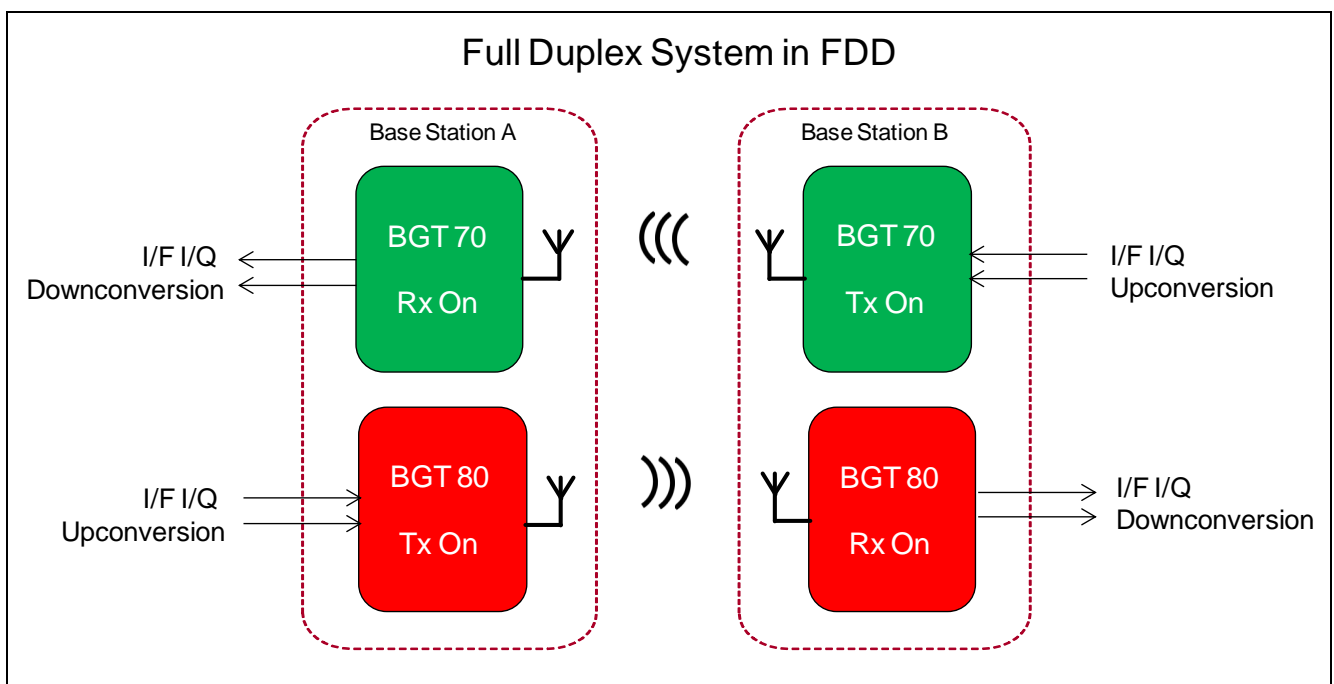 Full Duplex System in FDD
Base Station A
Base Station B
I/F I/Q
Downconversion
BGT 70
Rx On
BGT 70
Tx On
I/F I/Q
Upconversion
I/F I/Q
Upconversion
BGT 80
Tx On
BGT 80
Rx On
I/F I/Q
Downconversion